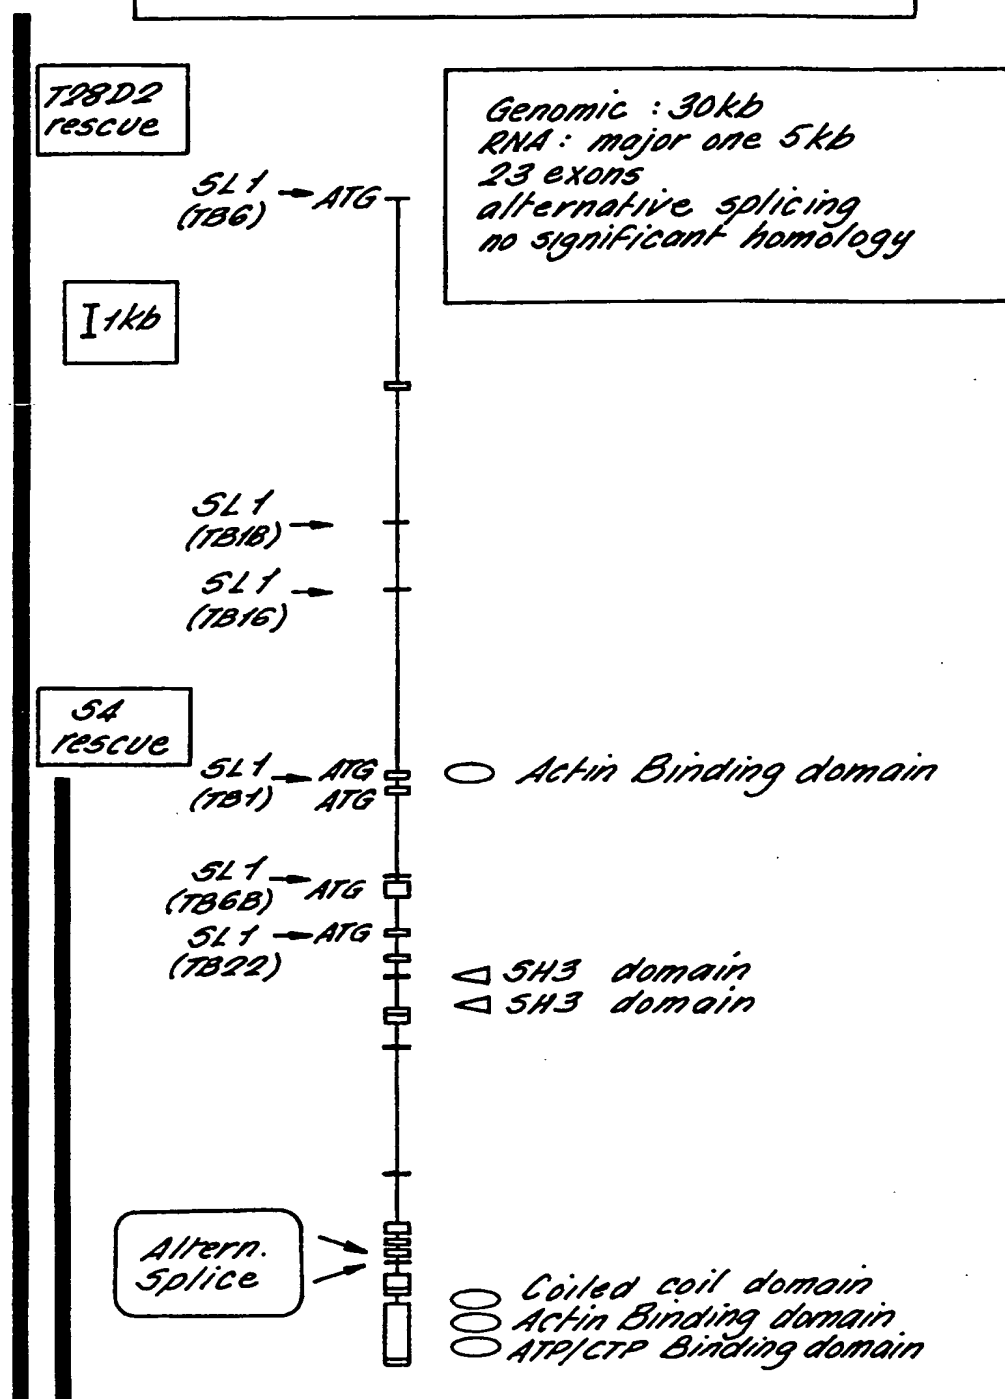 T28D2
rescue
Genomic : 30kb
RNA : major one 5kb
23 exons
alternative splicing
no significant homology
SL1 → ATG
(TB6)
1kb
SL1 →
(TB1B)
SL1 →
(TB16)
S4
rescue
SL1 → ATG
(TB1) ATG
Actin Binding domain
SL1 → ATG
(TB6B)
SL1 → ATG
(TB22)
SH3 domain
SH3 domain
Altern.
Splice
Coiled coil domain
Actin Binding domain
ATP/CTP Binding domain